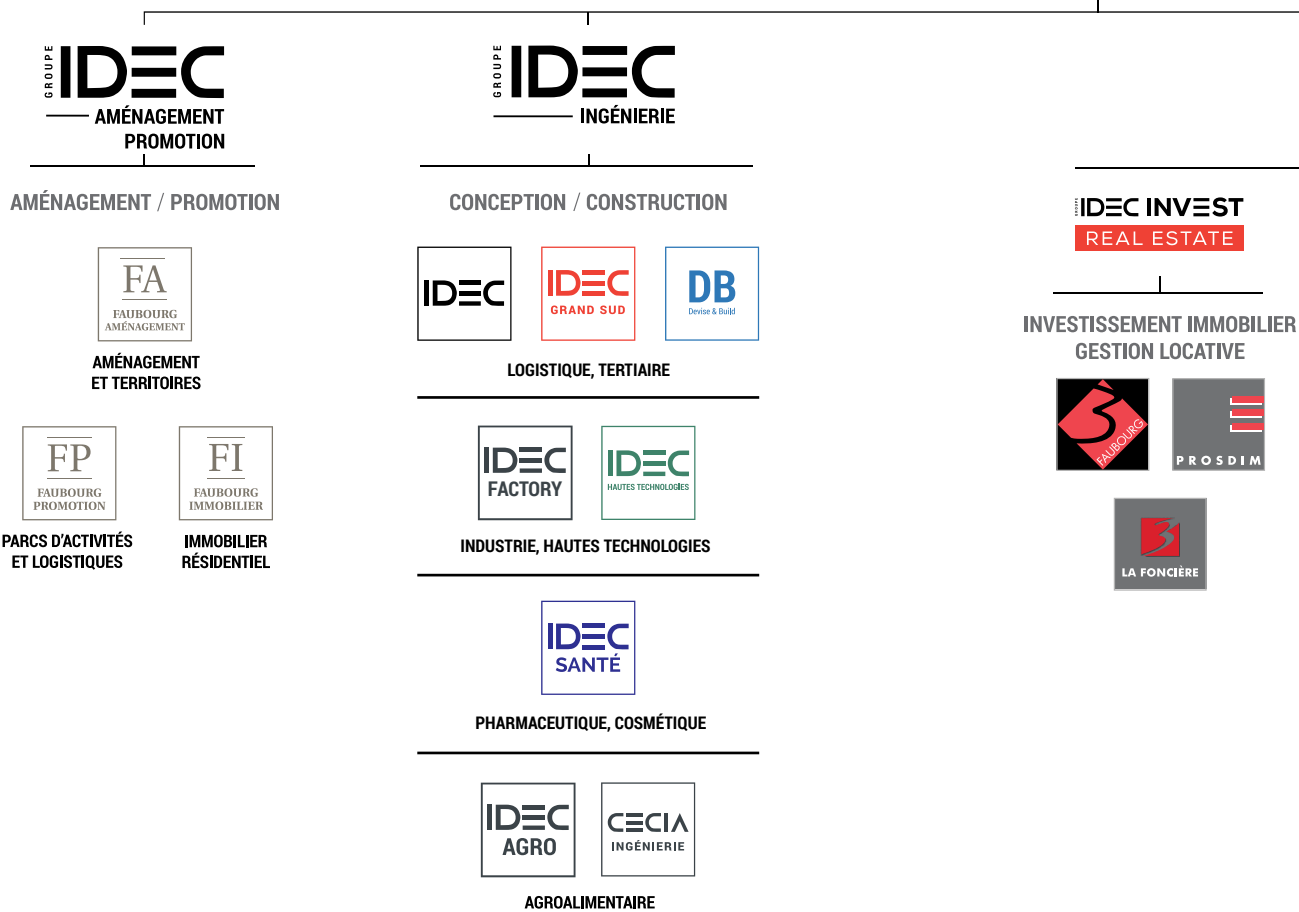 GROUPE
IDEC
AMÉNAGEMENT
PROMOTION
AMÉNAGEMENT / PROMOTION
FA
FAUBOURG
AMÉNAGEMENT
AMÉNAGEMENT
ET TERRITOIRES
FP
FAUBOURG
PROMOTION
PARCS D'ACTIVITÉS
ET LOGISTIQUES
FI
FAUBOURG
IMMOBILIER
IMMOBILIER
RÉSIDENTIEL
GROUPE
IDEC
INGÉNIERIE
CONCEPTION / CONSTRUCTION
IDEC
IDEC
GRAND SUD
DB
Devise & Build
LOGISTIQUE, TERTIAIRE
IDEC
FACTORY
IDEC
HAUTES TECHNOLOGIES
INDUSTRIE, HAUTES TECHNOLOGIES
IDEC
SANTÉ
PHARMACEUTIQUE, COSMÉTIQUE
IDEC
AGRO
CECIA
INGÉNIERIE
AGROALIMENTAIRE
GROUPE
IDEC INVEST
REAL ESTATE
INVESTISSEMENT IMMOBILIER
GESTION LOCATIVE
3
FAUBOURG
PROSDIM
3
LA FONCIÈRE